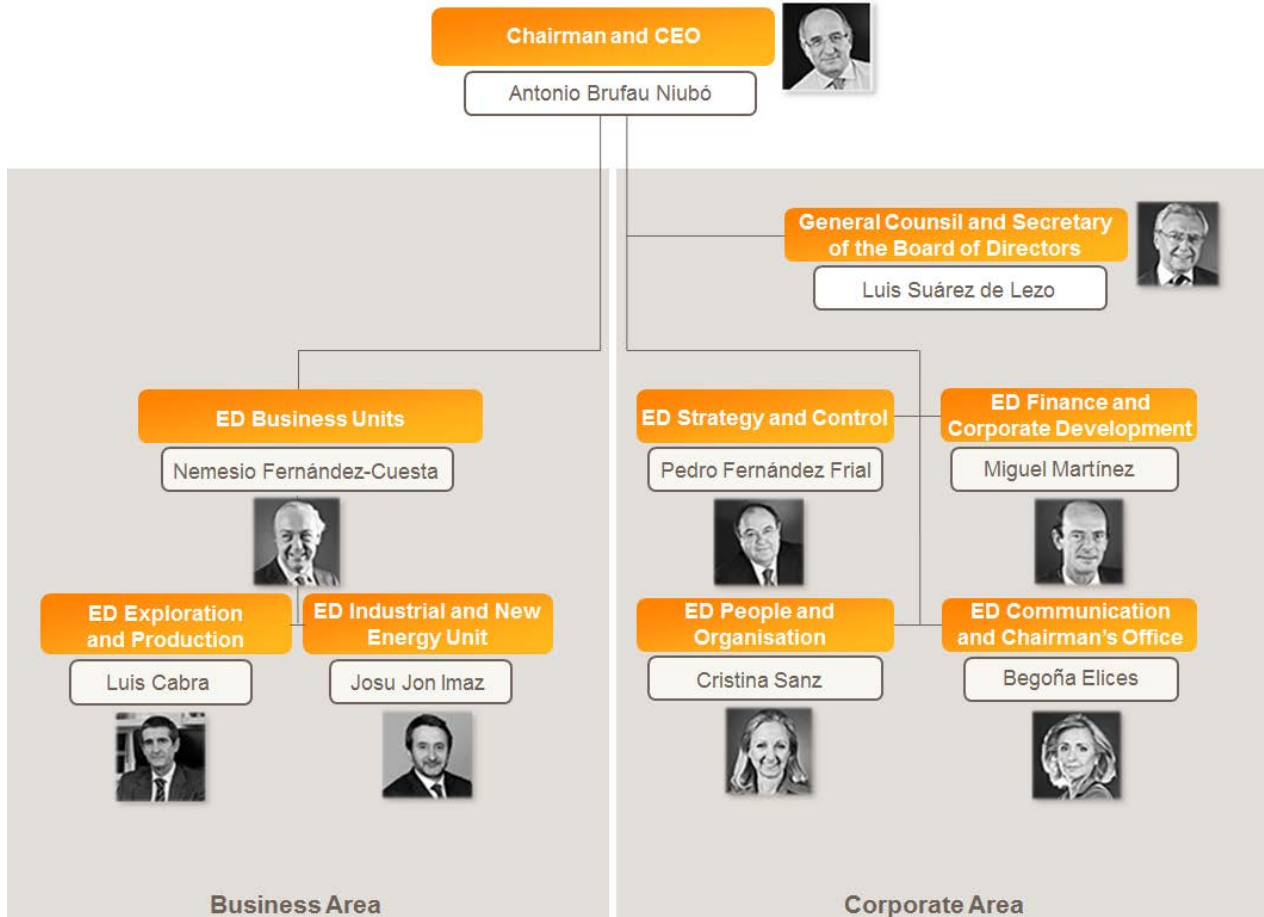 Chairman and CEO
Antonio Brufau Niubó
General Counsil and Secretary
of the Board of Directors
Luis Suárez de Lezo
ED Business Units
Nemesio Fernández-Cuesta
ED Exploration
and Production
Luis Cabra
ED Industrial and New
Energy Unit
Josu Jon Imaz
Business Area
ED Strategy and Control
Pedro Fernández Frial
ED Finance and
Corporate Development
Miguel Martínez
ED People and
Organisation
Cristina Sanz
ED Communication
and Chairman’s Office
Begoña Elices
Corporate Area